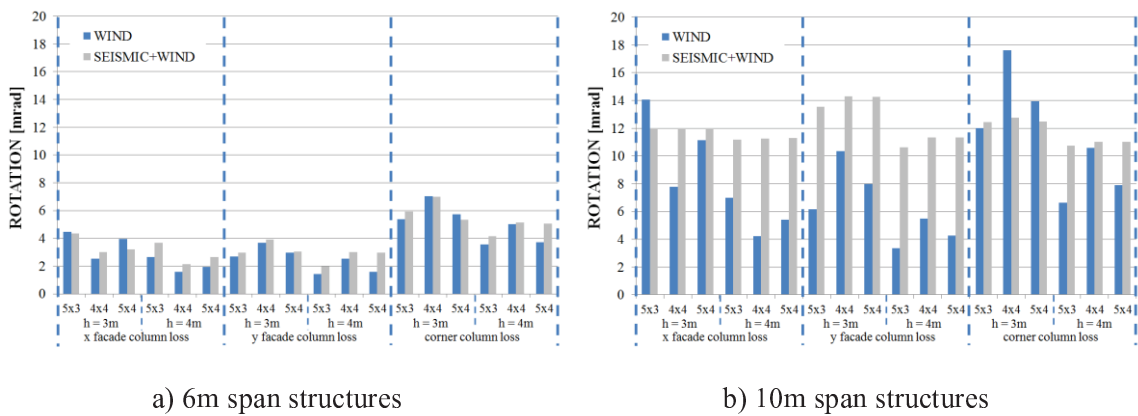 ROTATION [mrad]
20
18
16
14
12
10
8
6
4
2
0
WIND
SEISMIC+WIND
5x3 4x4 5x4 5x3 4x4 5x4 5x3 4x4 5x4 5x3 4x4 5x4 5x3 4x4 5x4 5x3 4x4 5x4
h = 3m h = 4m h = 3m h = 4m h = 3m h = 4m
x facade column loss y facade column loss corner column loss
a) 6m span structures
ROTATION [mrad]
20
18
16
14
12
10
8
6
4
2
0
WIND
SEISMIC+WIND
5x3 4x4 5x4 5x3 4x4 5x4 5x3 4x4 5x4 5x3 4x4 5x4 5x3 4x4 5x4 5x3 4x4 5x4
h = 3m h = 4m h = 3m h = 4m h = 3m h = 4m
x facade column loss y facade column loss corner column loss
b) 10m span structures